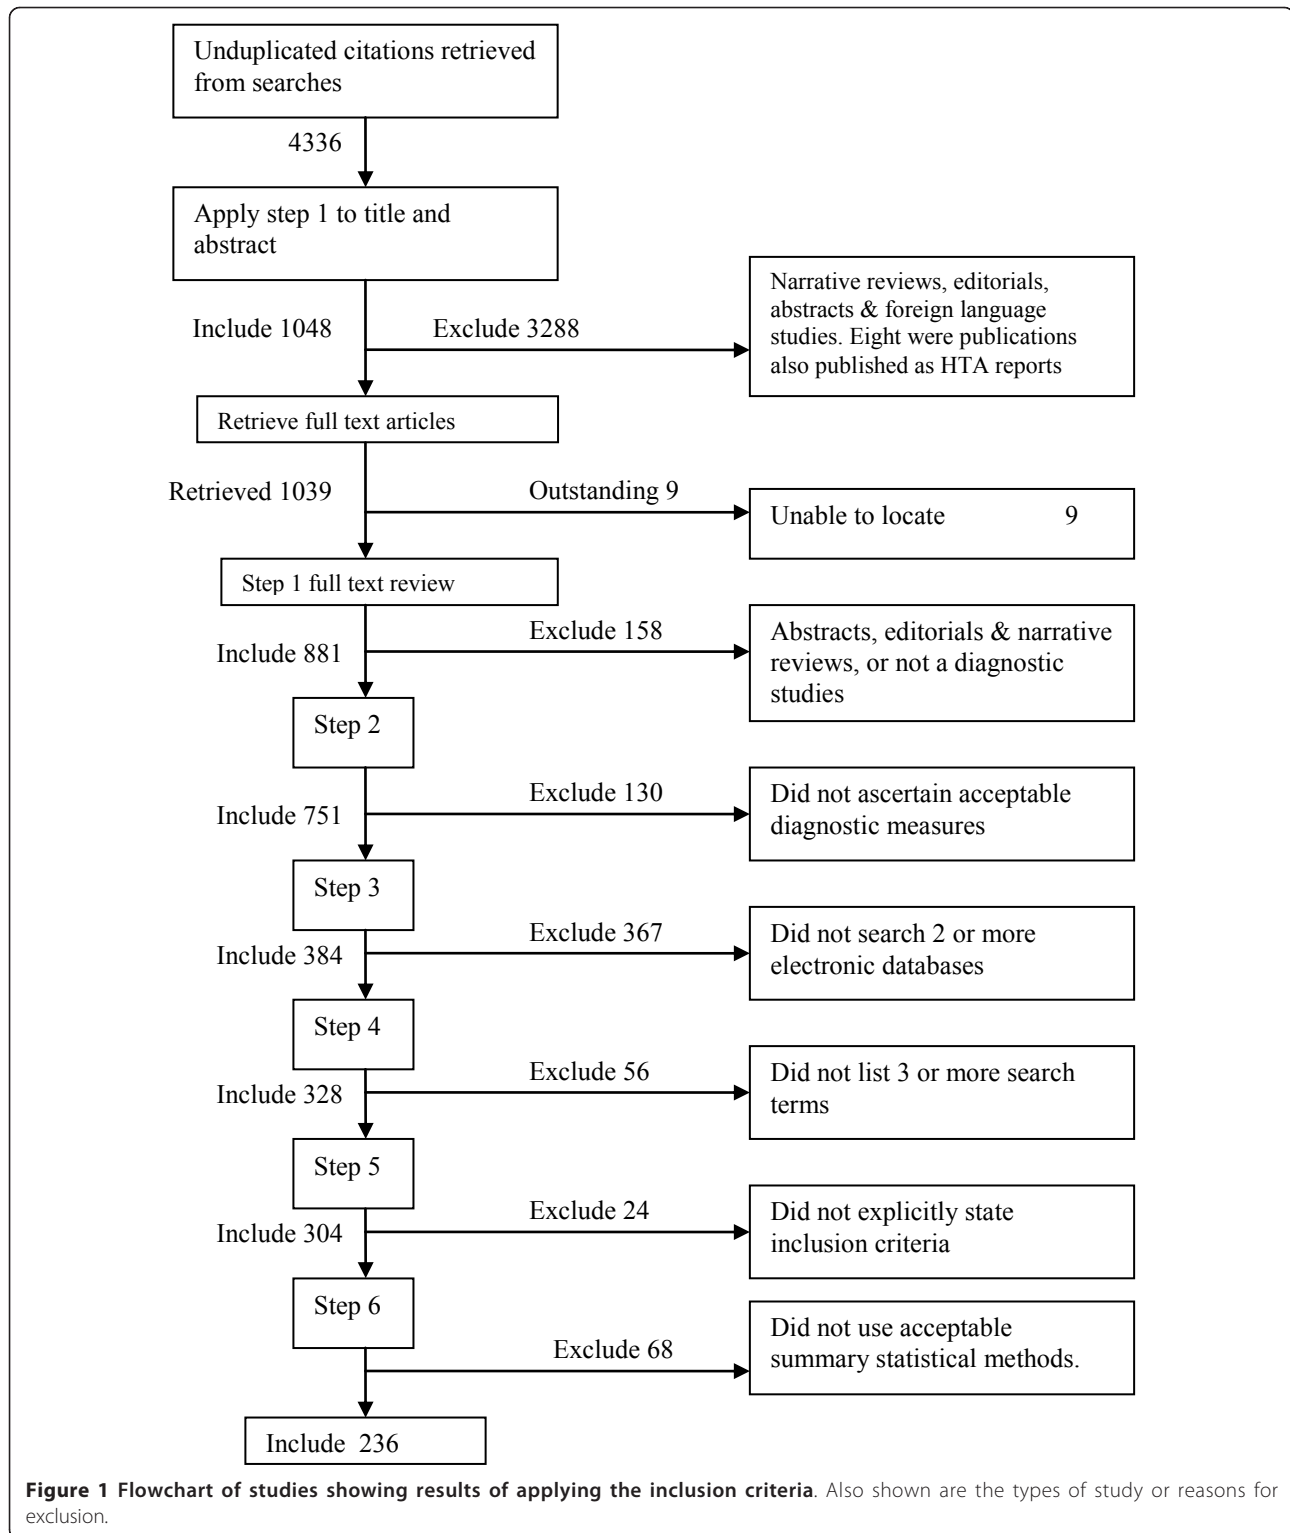 Unduplicated citations retrieved
from searches
4336
Apply step 1 to title and
abstract
Include 1048
Exclude 3288
Narrative reviews, editorials,
abstracts & foreign language
studies. Eight were publications
also published as HTA reports
Retrieve full text articles
Retrieved 1039
Outstanding 9
Unable to locate 9
Step 1 full text review
Include 881
Exclude 158
Abstracts, editorials & narrative
reviews, or not a diagnostic
studies
Step 2
Include 751
Exclude 130
Did not ascertain acceptable
diagnostic measures
Step 3
Include 384
Exclude 367
Did not search 2 or more
electronic databases
Step 4
Include 328
Exclude 56
Did not list 3 or more search
terms
Step 5
Include 304
Exclude 24
Did not explicitly state
inclusion criteria
Step 6
Exclude 68
Did not use acceptable
summary statistical methods.
Include 236
Figure 1 Flowchart of studies showing results of applying the inclusion criteria. Also shown are the types of study or reasons for
exclusion.